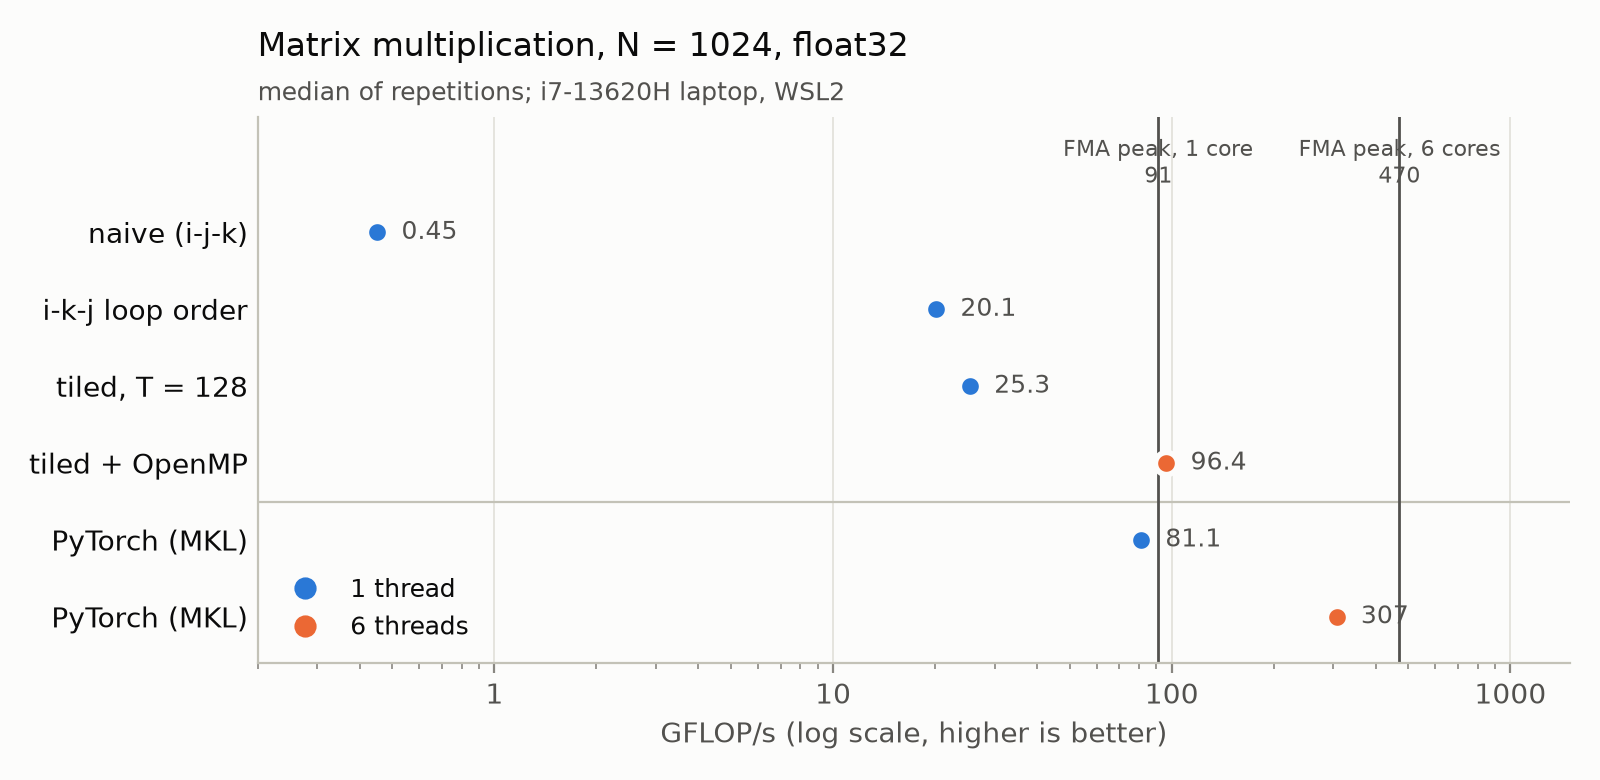 Matrix multiplication, N = 1024, float32
median of repetitions; i7-13620H laptop, WSL2
FMA peak, 1 core
91
FMA peak, 6 cores
470
naive (i-j-k)
0.45
i-k-j loop order
20.1
tiled, T = 128
25.3
tiled + OpenMP
96.4
PyTorch (MKL)
81.1
PyTorch (MKL)
307
1 thread
6 threads
1
10
100
1000
GFLOP/s (log scale, higher is better)